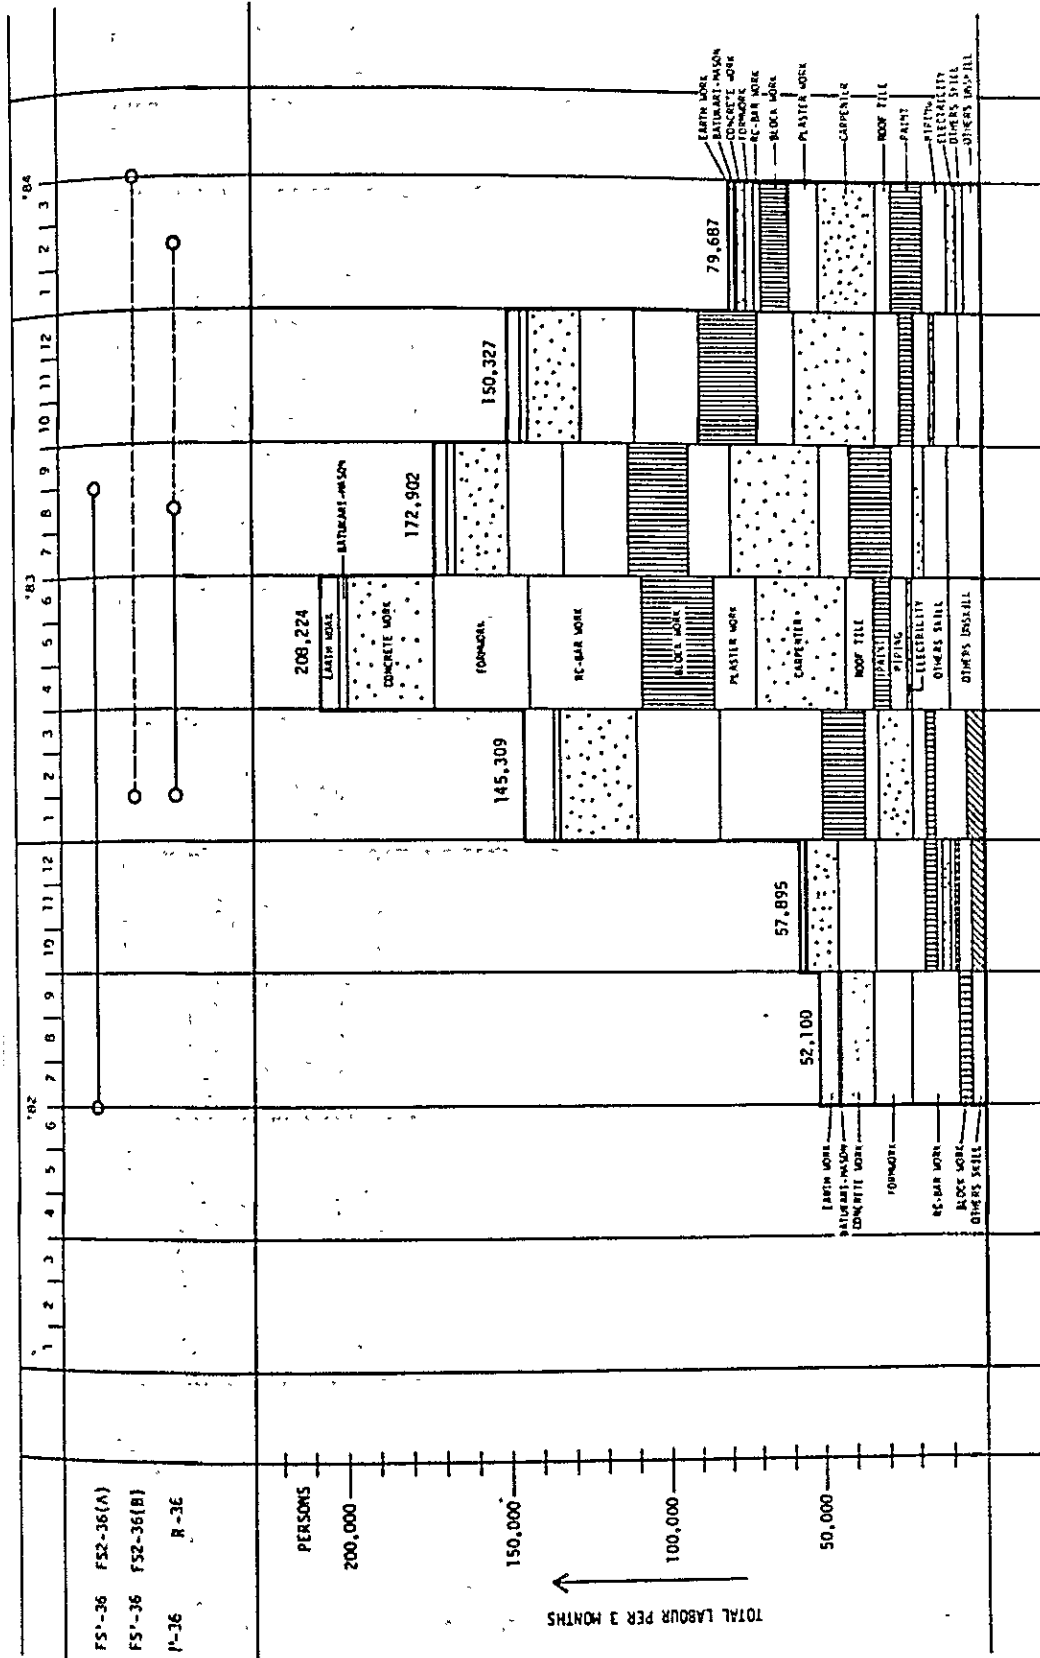 '82 '83 '84
1 2 3 4 5 6 7 8 9 10 11 12 1 2 3 4 5 6 7 8 9 10 11 12 1 2 3
FS'-36 FS2-36(A)
FS'-36 FS2-36(B)
R-36
PERSONS
200,000
150,000
100,000
50,000
TOTAL LABOUR PER 3 MONTHS
52,100
EARTH WORK
BATUKARI-MASON
CONCRETE WORK
FORMWORK
RC-BAR WORK
BLOCK WORK
OTHERS SKILL
57,895
145,309
208,224
EARTH WORK
BATUKARI-MASON
CONCRETE WORK
FORMWORK
RC-BAR WORK
BLOCK WORK
PLASTER WORK
CARPENTER
ROOF TILE
PAINT
PIPING
ELECTRICITY
OTHERS SKILL
OTHERS UNSKILL
172,902
150,327
79,687
EARTH WORK
BATUKARI-MASON
CONCRETE WORK
FORMWORK
RC-BAR WORK
BLOCK WORK
PLASTER WORK
CARPENTER
ROOF TILE
PAINT
PIPING
ELECTRICITY
OTHERS SKILL
OTHERS UNSKILL